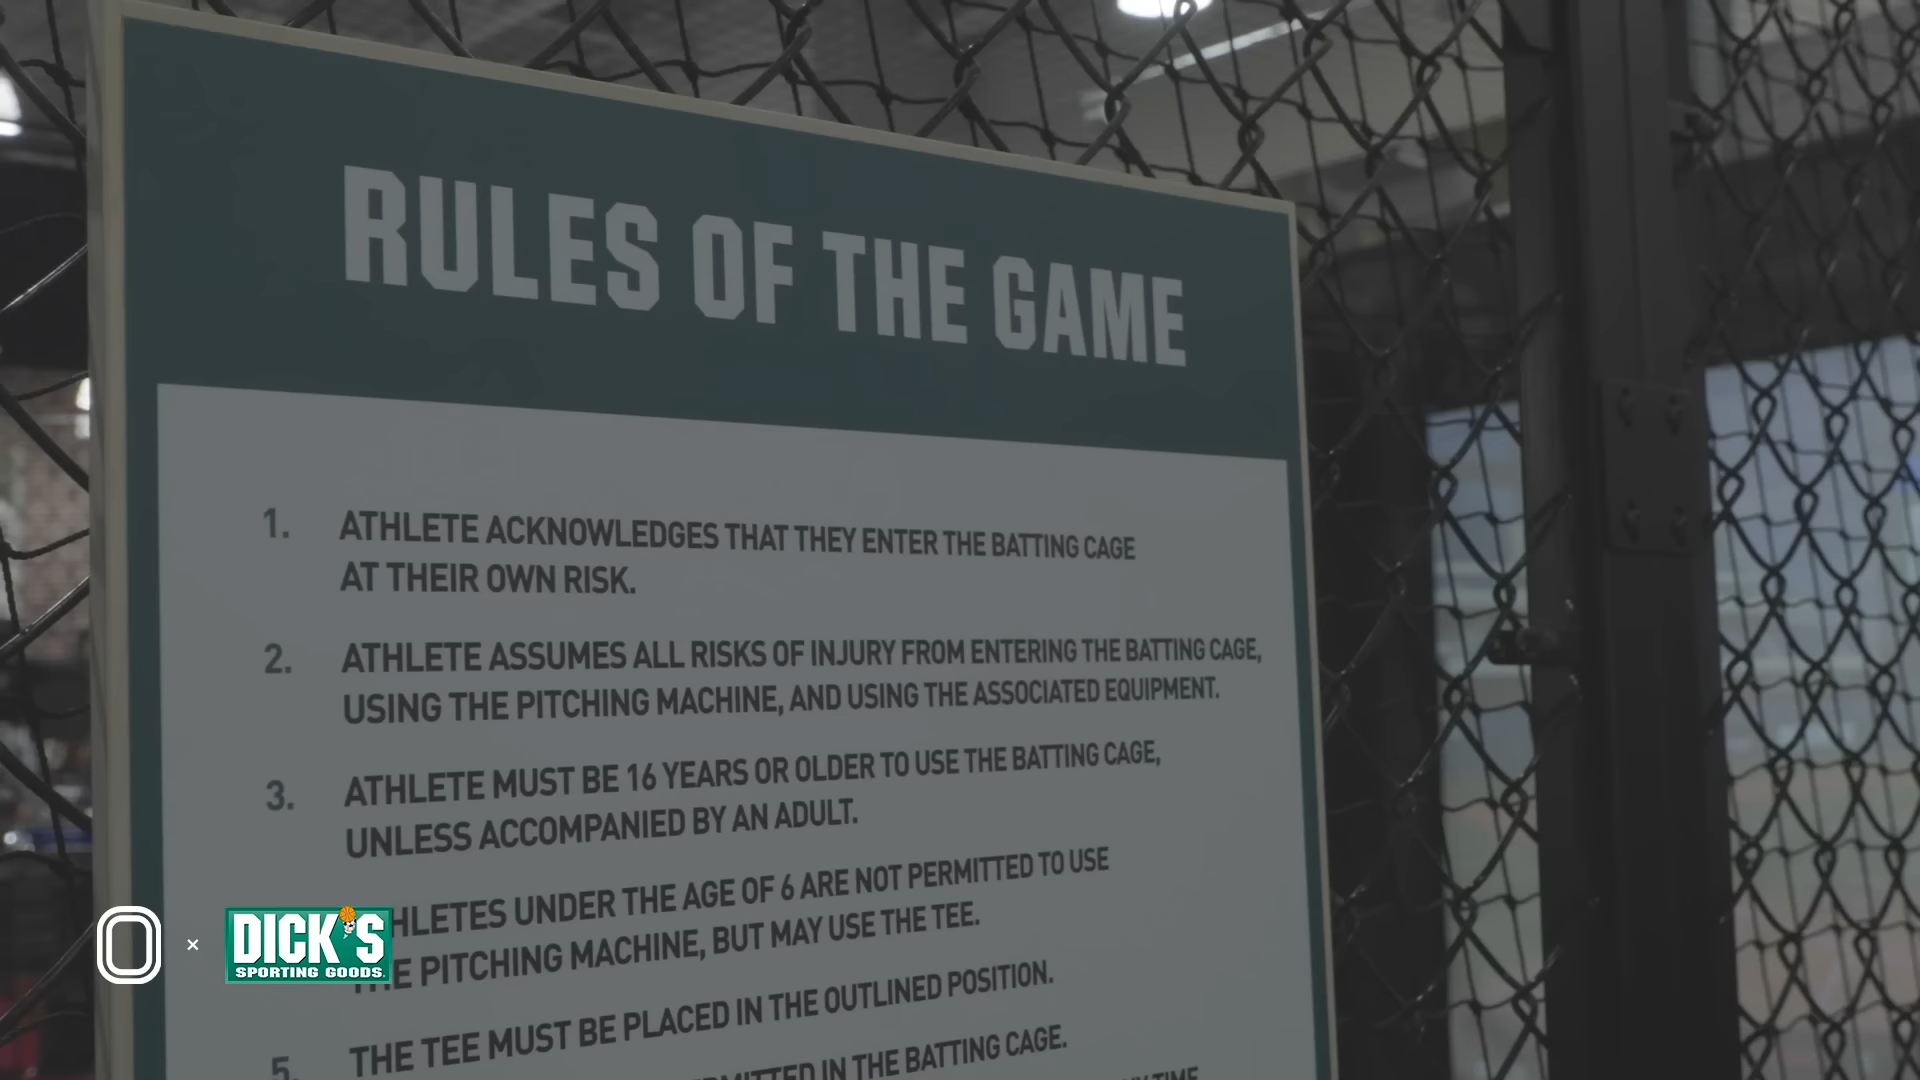 RULES OF THE GAME
1. ATHLETE ACKNOWLEDGES THAT THEY ENTER THE BATTING CAGE
AT THEIR OWN RISK.
2. ATHLETE ASSUMES ALL RISKS OF INJURY FROM ENTERING THE BATTING CAGE,
USING THE PITCHING MACHINE, AND USING THE ASSOCIATED EQUIPMENT.
3. ATHLETE MUST BE 16 YEARS OR OLDER TO USE THE BATTING CAGE,
UNLESS ACCOMPANIED BY AN ADULT.
UNDER THE AGE OF 6 ARE NOT PERMITTED TO USE
PITCHING MACHINE, BUT MAY USE THE TEE.
5. THE TEE MUST BE PLACED IN THE OUTLINED POSITION.
IN THE BATTING CAGE.
TIME
×
DICK'S
SPORTING GOODS